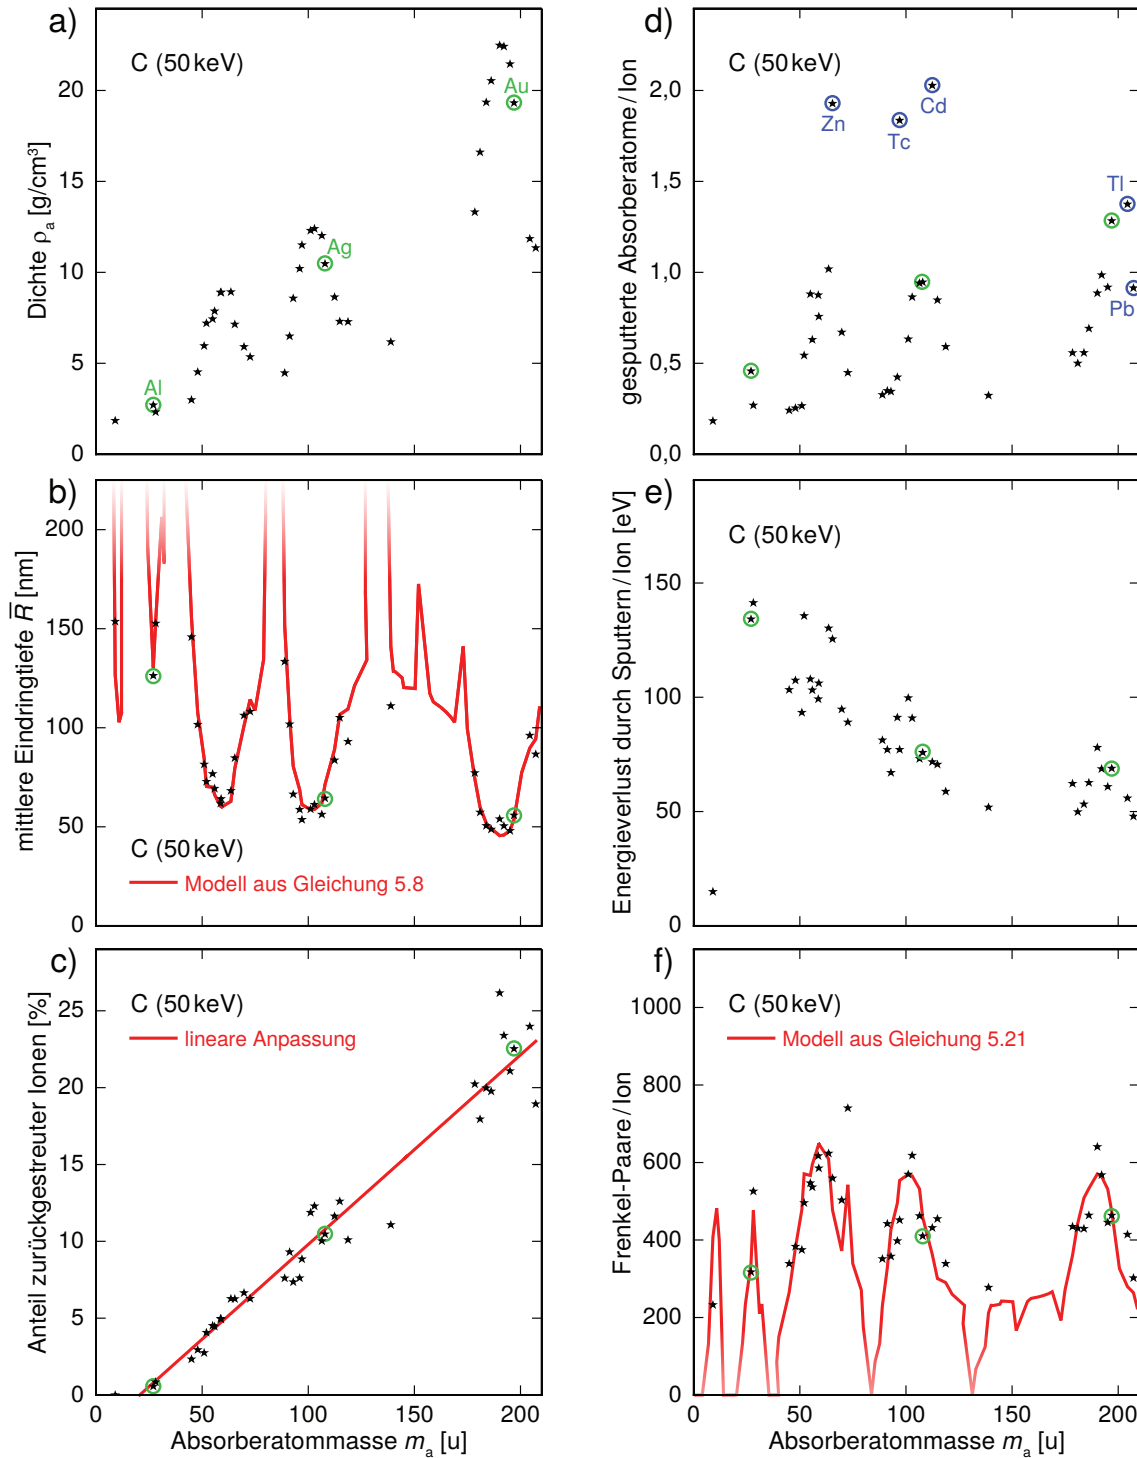 a)
C (50 keV)
Al
Ag
Au
Dichte ρa [g/cm³]
0
5
10
15
20
b)
C (50 keV)
Modell aus Gleichung 5.8
mittlere Eindringtiefe R̅ [nm]
0
50
100
150
200
c)
C (50 keV)
lineare Anpassung
Anteil zurückgestreuter Ionen [%]
0
5
10
15
20
25
0 50 100 150 200
Absorberatommasse ma [u]
d)
C (50 keV)
Zn
Tc
Cd
Tl
Pb
gesputterte Absorberatome/Ion
0,0
0,5
1,0
1,5
2,0
e)
C (50 keV)
Energieverlust durch Sputtern/Ion [eV]
0
50
100
150
f)
C (50 keV)
Modell aus Gleichung 5.21
Frenkel-Paare/Ion
0
200
400
600
800
1000
0 50 100 150 200
Absorberatommasse ma [u]